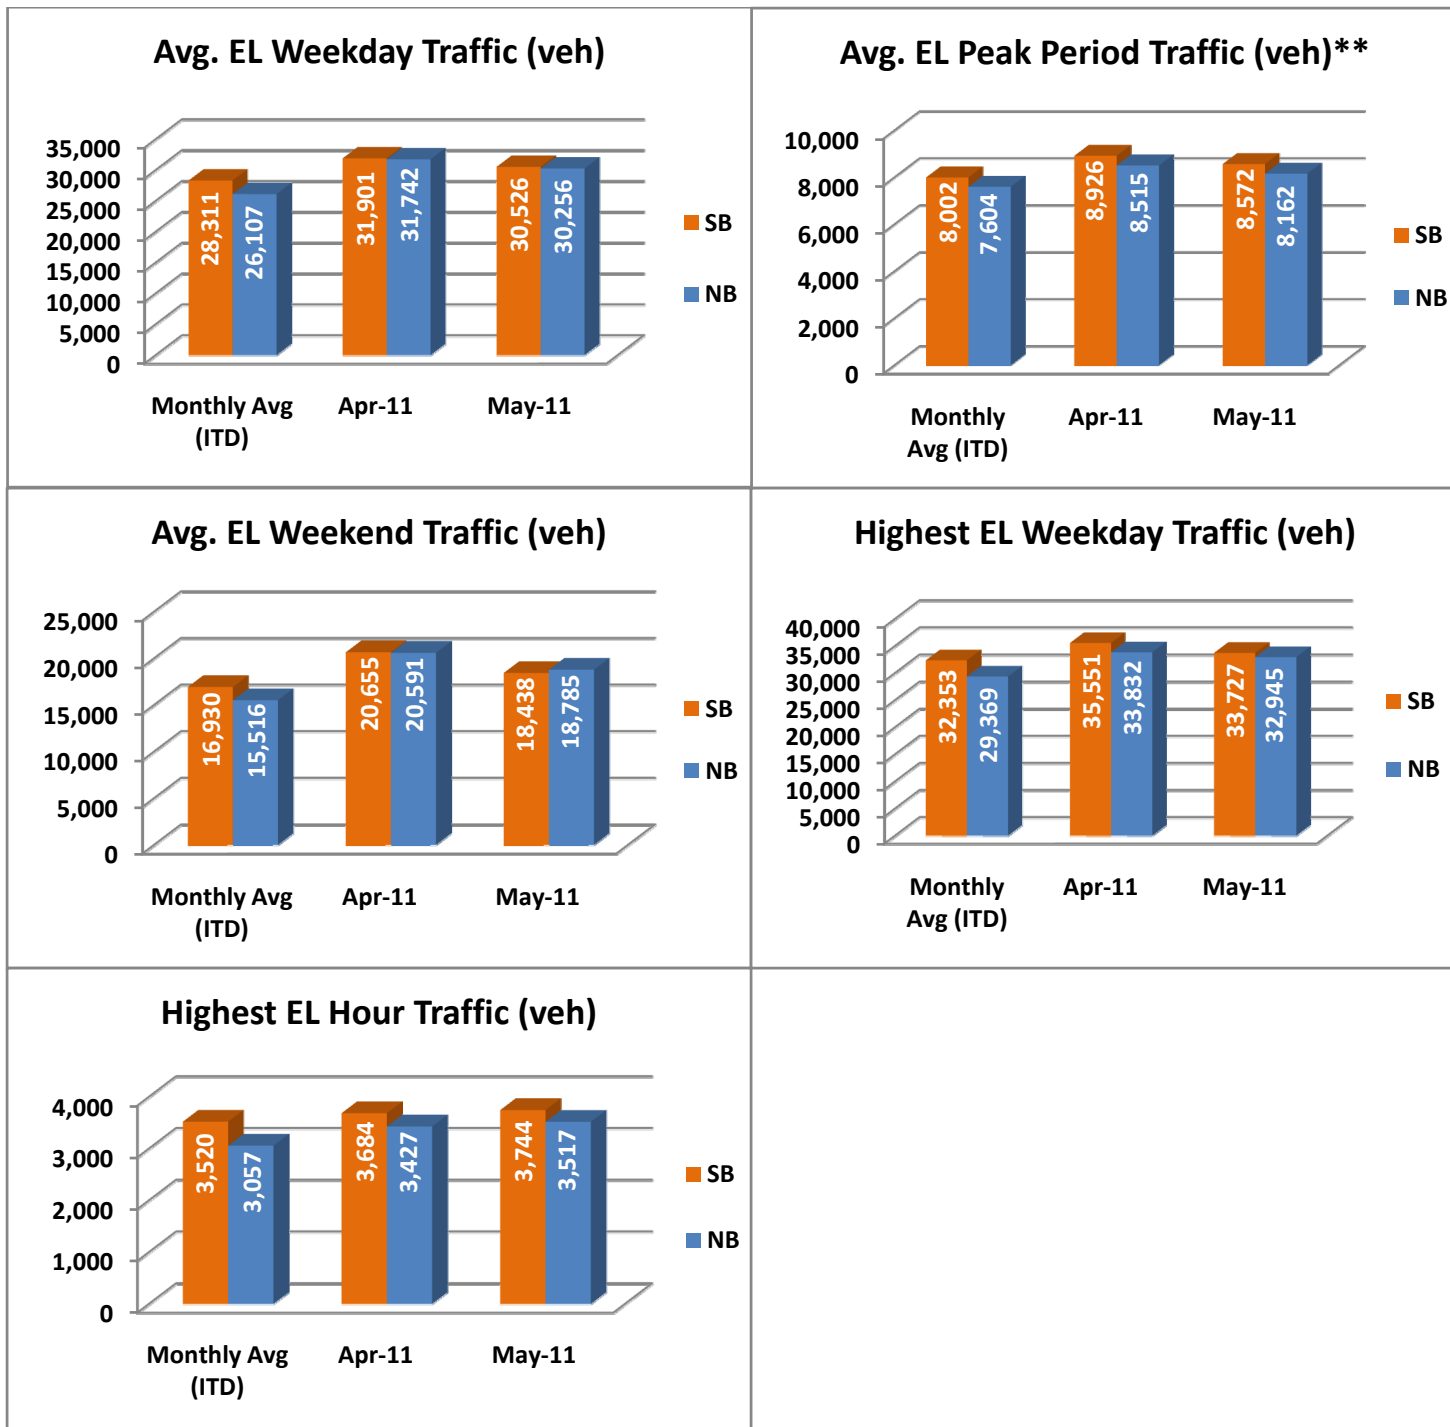 Avg. EL Weekday Traffic (veh)
35,000
30,000
25,000
20,000
15,000
10,000
5,000
0
28,311
26,107
31,901
31,742
30,526
30,256
SB
NB
Monthly Avg
(ITD)
Apr-11
May-11
Avg. EL Peak Period Traffic (veh)**
10,000
8,000
6,000
4,000
2,000
0
8,002
7,604
8,926
8,515
8,572
8,162
SB
NB
Monthly
Avg (ITD)
Apr-11
May-11
Avg. EL Weekend Traffic (veh)
25,000
20,000
15,000
10,000
5,000
0
16,930
15,516
20,655
20,591
18,438
18,785
SB
NB
Monthly Avg
(ITD)
Apr-11
May-11
Highest EL Weekday Traffic (veh)
40,000
35,000
30,000
25,000
20,000
15,000
10,000
5,000
0
32,353
29,369
35,551
33,832
33,727
32,945
SB
NB
Monthly
Avg (ITD)
Apr-11
May-11
Highest EL Hour Traffic (veh)
4,000
3,000
2,000
1,000
0
3,520
3,057
3,684
3,427
3,744
3,517
SB
NB
Monthly Avg
(ITD)
Apr-11
May-11